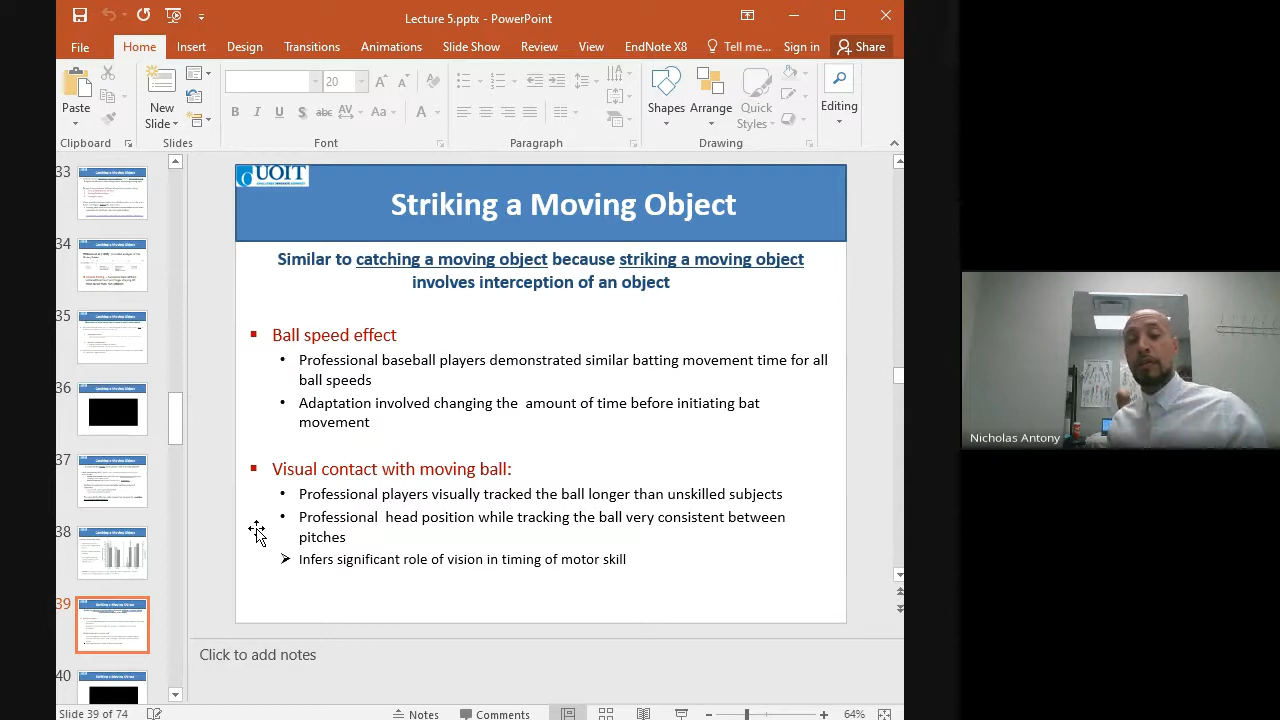 Lecture 5.pptx - PowerPoint
File Home Insert Design Transitions Animations Slide Show Review View EndNote X8 Tell me... Sign in Share
20
Paste
New
Slide
B I U S abc AV Aa A
Shapes Arrange Quick
Styles
Editing
Clipboard Slides Font Paragraph Drawing
33
34
35
36
37
38
39
40
UOIT
Striking a Moving Object
Similar to catching a moving object because striking a moving object
involves interception of an object
Ball speed effect
• Professional baseball players demonstrated similar batting movement time for all
ball speeds
• Adaptation involved changing the amount of time before initiating bat
movement
Visual contact with moving ball:
• Professional players visually tracked the ball longer than unskilled subjects
• Professional head position while tracking the ball very consistent between
pitches
Infers significant role of vision in timing of motor skill
Click to add notes
Slide 39 of 74
Notes
Comments
64%
Nicholas Antony